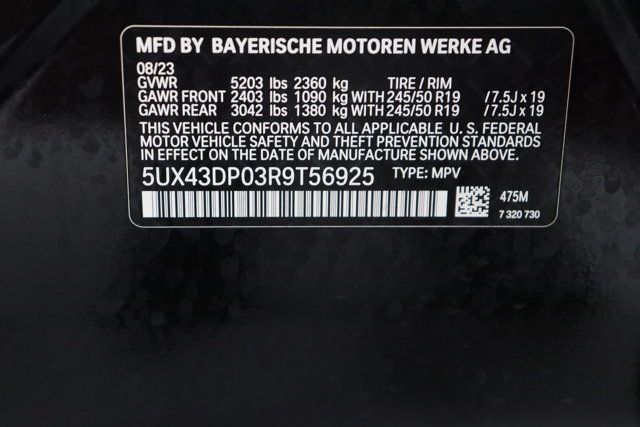 MFD BY BAYERISCHE MOTOREN WERKE AG
08/23
GVWR 5203 lbs 2360 kg TIRE / RIM
GAWR FRONT 2403 lbs 1090 kg WITH 245/50 R19 /7.5J x 19
GAWR REAR 3042 lbs 1380 kg WITH 245/50 R19 /7.5J x 19
THIS VEHICLE CONFORMS TO ALL APPLICABLE U. S. FEDERAL
MOTOR VEHICLE SAFETY AND THEFT PREVENTION STANDARDS
IN EFFECT ON THE DATE OF MANUFACTURE SHOWN ABOVE.
5UX43DP03R9T56925 TYPE: MPV
475M
7 320 730